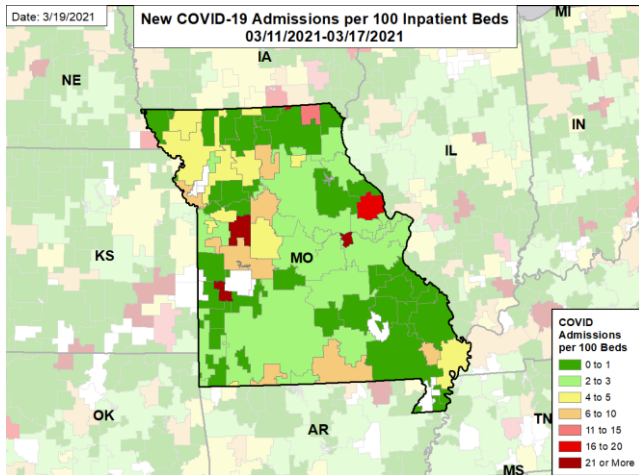 Date: 3/19/2021
New COVID-19 Admissions per 100 Inpatient Beds
03/11/2021-03/17/2021
MI
IA
NE
IN
IL
KS
MO
OK
AR
TN
MS
COVID
Admissions
per 100 Beds
0 to 1
2 to 3
4 to 5
6 to 10
11 to 15
16 to 20
21 or More